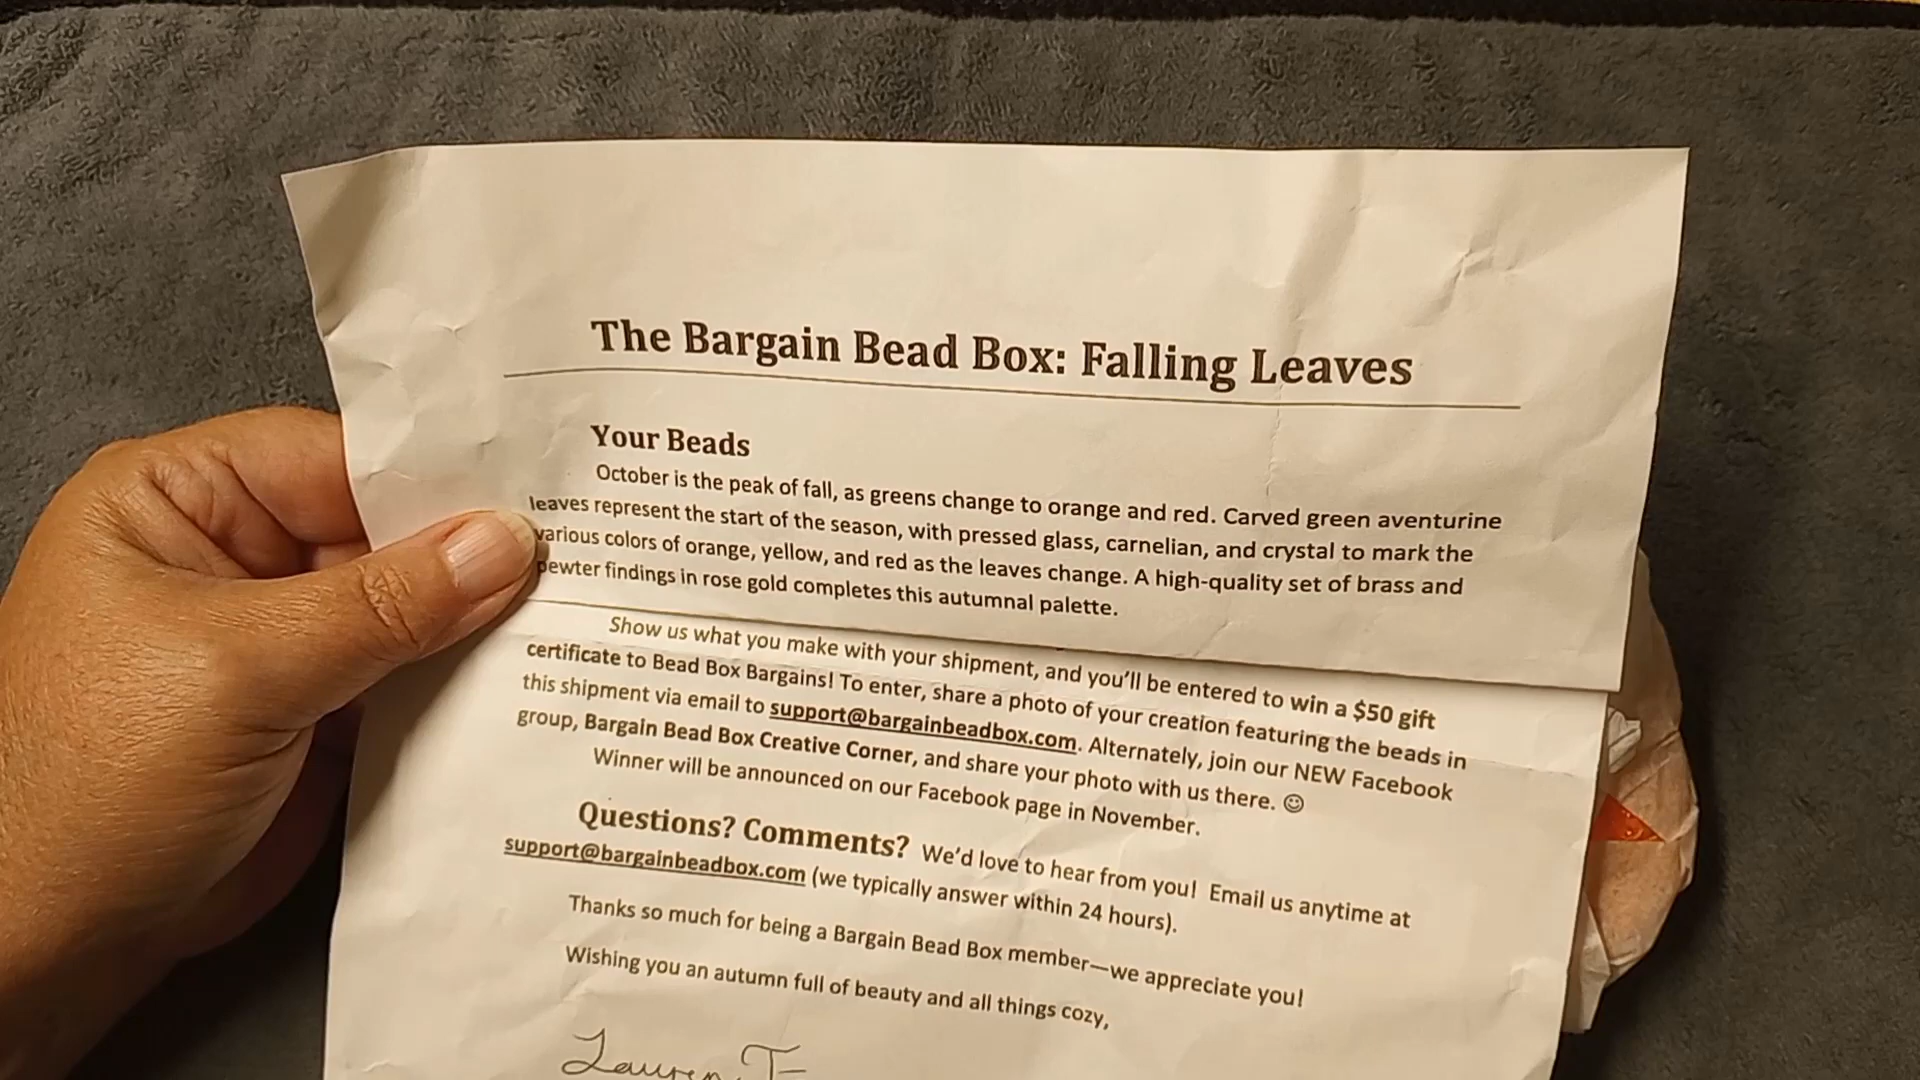 The Bargain Bead Box: Falling Leaves
Your Beads
October is the peak of fall, as greens change to orange and red. Carved green aventurine
leaves represent the start of the season, with pressed glass, carnelian, and crystal to mark the
various colors of orange, yellow, and red as the leaves change. A high-quality set of brass and
pewter findings in rose gold completes this autumnal palette.
Show us what you make with your shipment, and you'll be entered to win a $50 gift
certificate to Bead Box Bargains! To enter, share a photo of your creation featuring the beads in
this shipment via email to support@bargainbeadbox.com. Alternately, join our NEW Facebook
group, Bargain Bead Box Creative Corner, and share your photo with us there. ☺
Winner will be announced on our Facebook page in November.
Questions? Comments? We'd love to hear from you! Email us anytime at
support@bargainbeadbox.com (we typically answer within 24 hours).
Thanks so much for being a Bargain Bead Box member—we appreciate you!
Wishing you an autumn full of beauty and all things cozy,
Lauren T